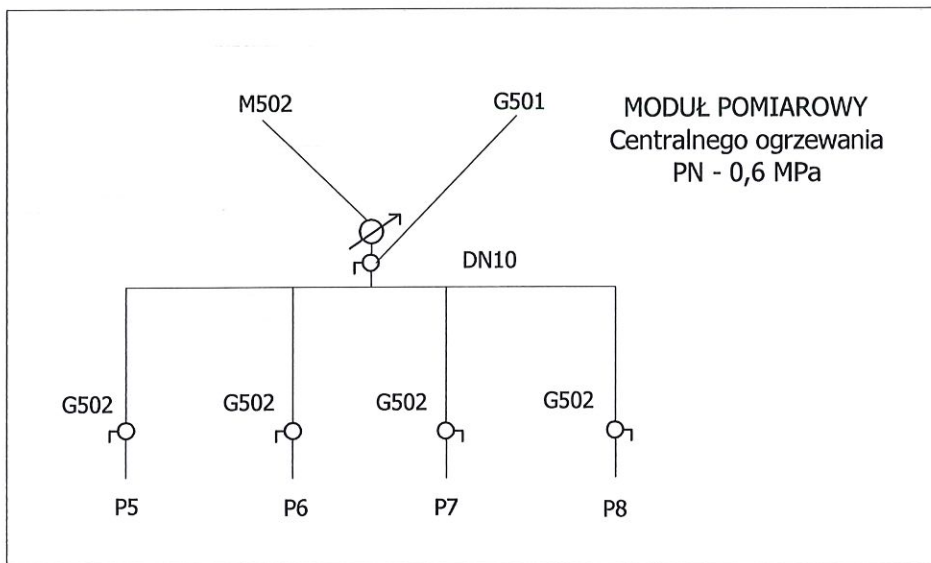 M502
G501
MODUŁ POMIAROWY
Centralnego ogrzewania
PN - 0,6 MPa
DN10
G502
G502
G502
G502
P5
P6
P7
P8